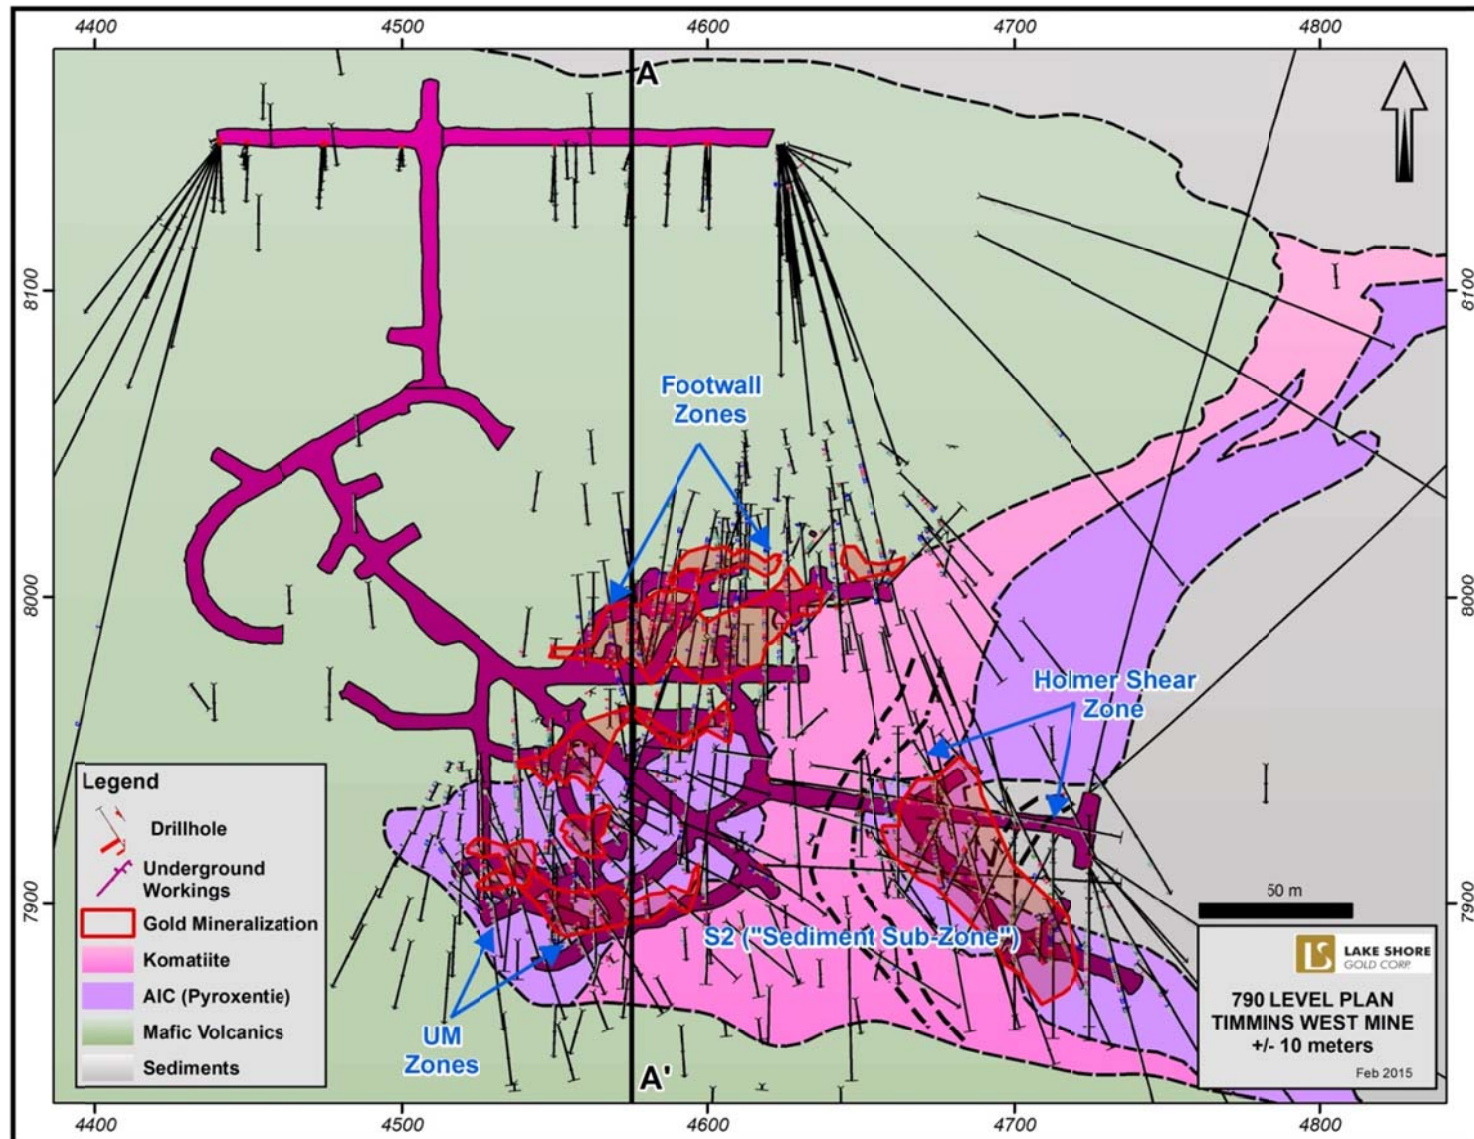 4400 4500 4600 4700 4800
A
8100 8100
Footwall
Zones
8000 8000
Holmer Shear
Zone
Legend
Drillhole
Underground
Workings
Gold Mineralization
Komatiite
AIC (Pyroxentie)
Mafic Volcanics
Sediments
7900 7900
50 m
S2 ("Sediment Sub-Zone")
UM
Zones
A'
LS
LAKE SHORE
GOLD CORP.
790 LEVEL PLAN
TIMMINS WEST MINE
+/- 10 meters
Feb 2015
4400 4500 4600 4700 4800